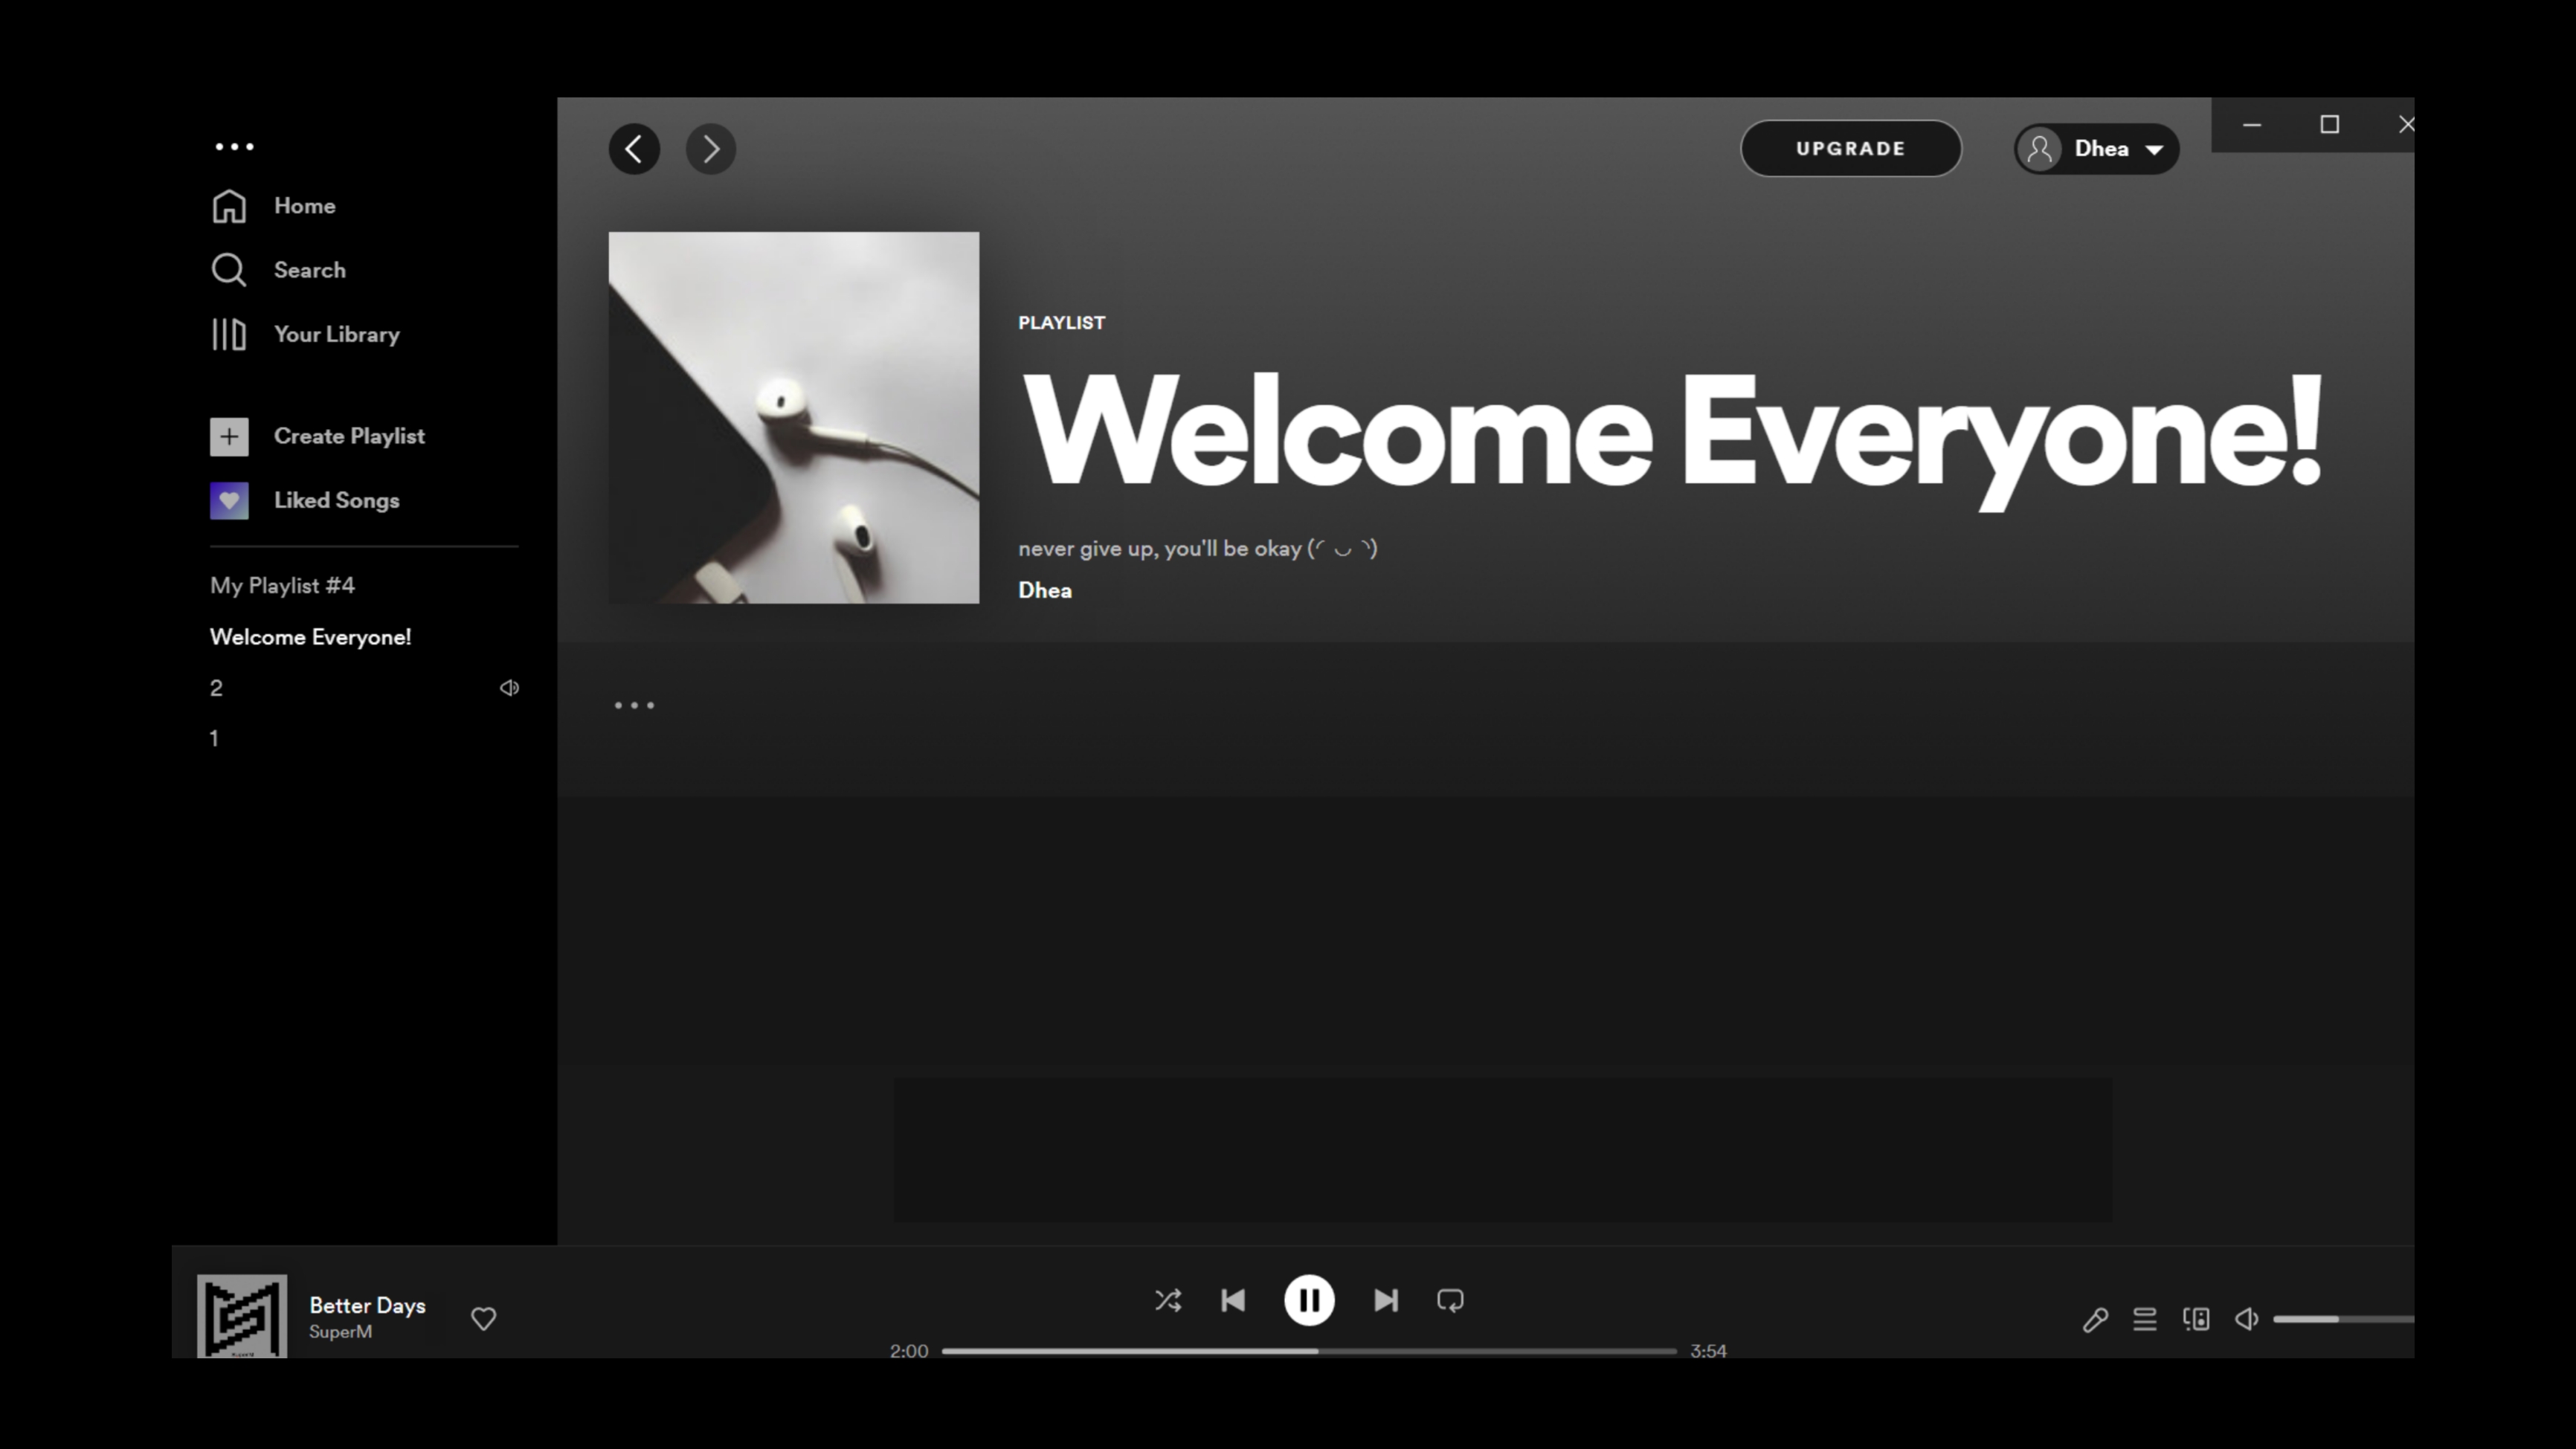 Home
Search
Your Library
Create Playlist
Liked Songs
My Playlist #4
Welcome Everyone!
2
1
UPGRADE
Dhea
PLAYLIST
Welcome Everyone!
never give up, you'll be okay (◜ ◡ ◝)
Dhea
Better Days
SuperM
2:00
3:54